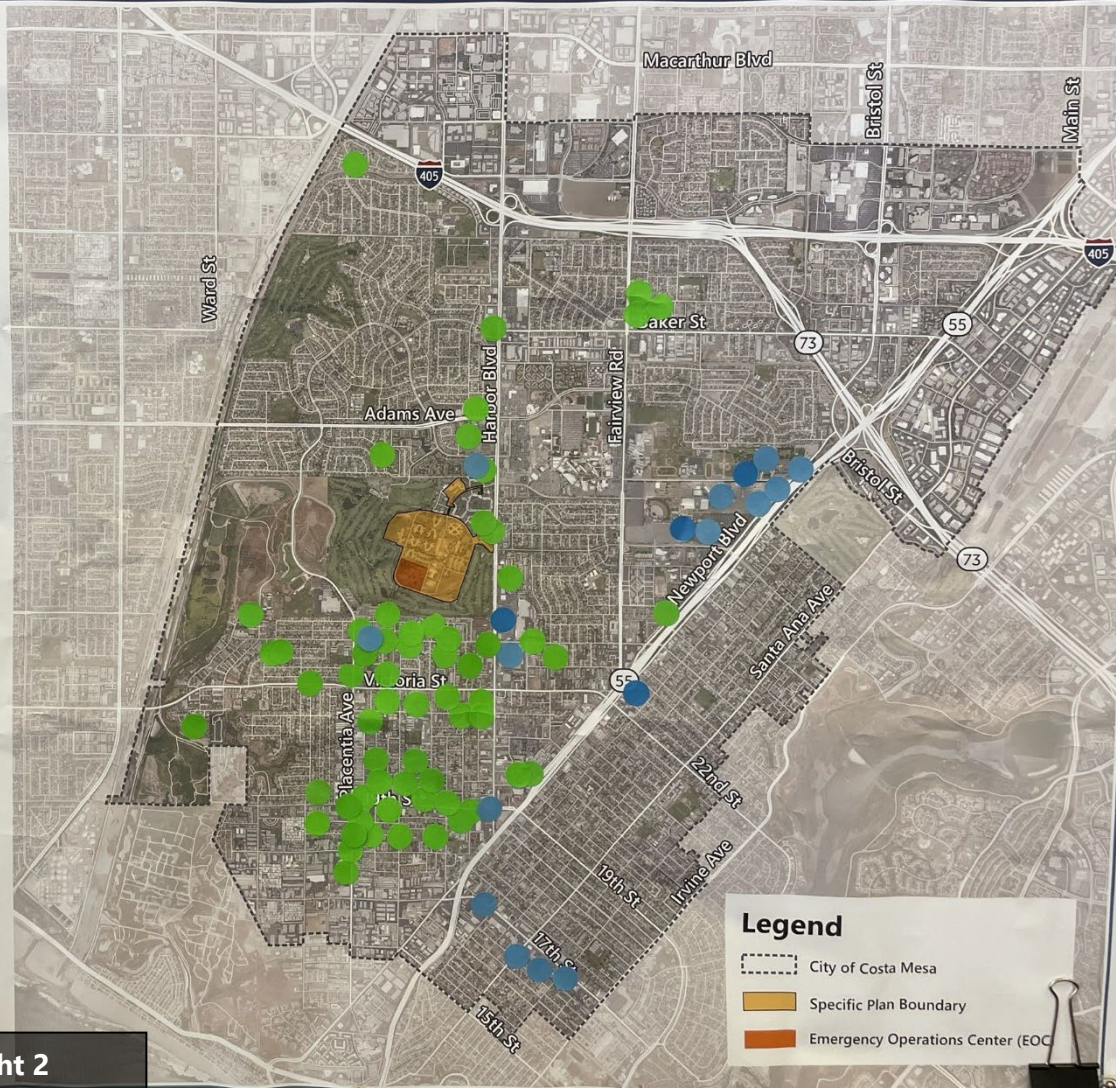 Macarthur Blvd
Bristol St
Main St
405
405
Ward St
Baker St
73
55
Harbor Blvd
Fairview Rd
Adams Ave
Bristol St
Newport Blvd
73
Santa Ana Ave
Victoria St
55
Placentia Ave
22nd St
19th St
Irvine Ave
17th St
15th St
Legend
City of Costa Mesa
Specific Plan Boundary
Emergency Operations Center (EOC
ht 2